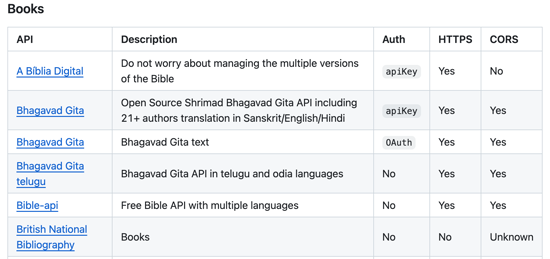 Books
API Description Auth HTTPS CORS
A Bíblia Digital Do not worry about managing the multiple versions of the Bible apiKey Yes No
Bhagavad Gita Open Source Shrimad Bhagavad Gita API including 21+ authors translation in Sanskrit/English/Hindi apiKey Yes Yes
Bhagavad Gita Bhagavad Gita text OAuth Yes Yes
Bhagavad Gita telugu Bhagavad Gita API in telugu and odia languages No Yes Yes
Bible-api Free Bible API with multiple languages No Yes Yes
British National Bibliography Books No No Unknown